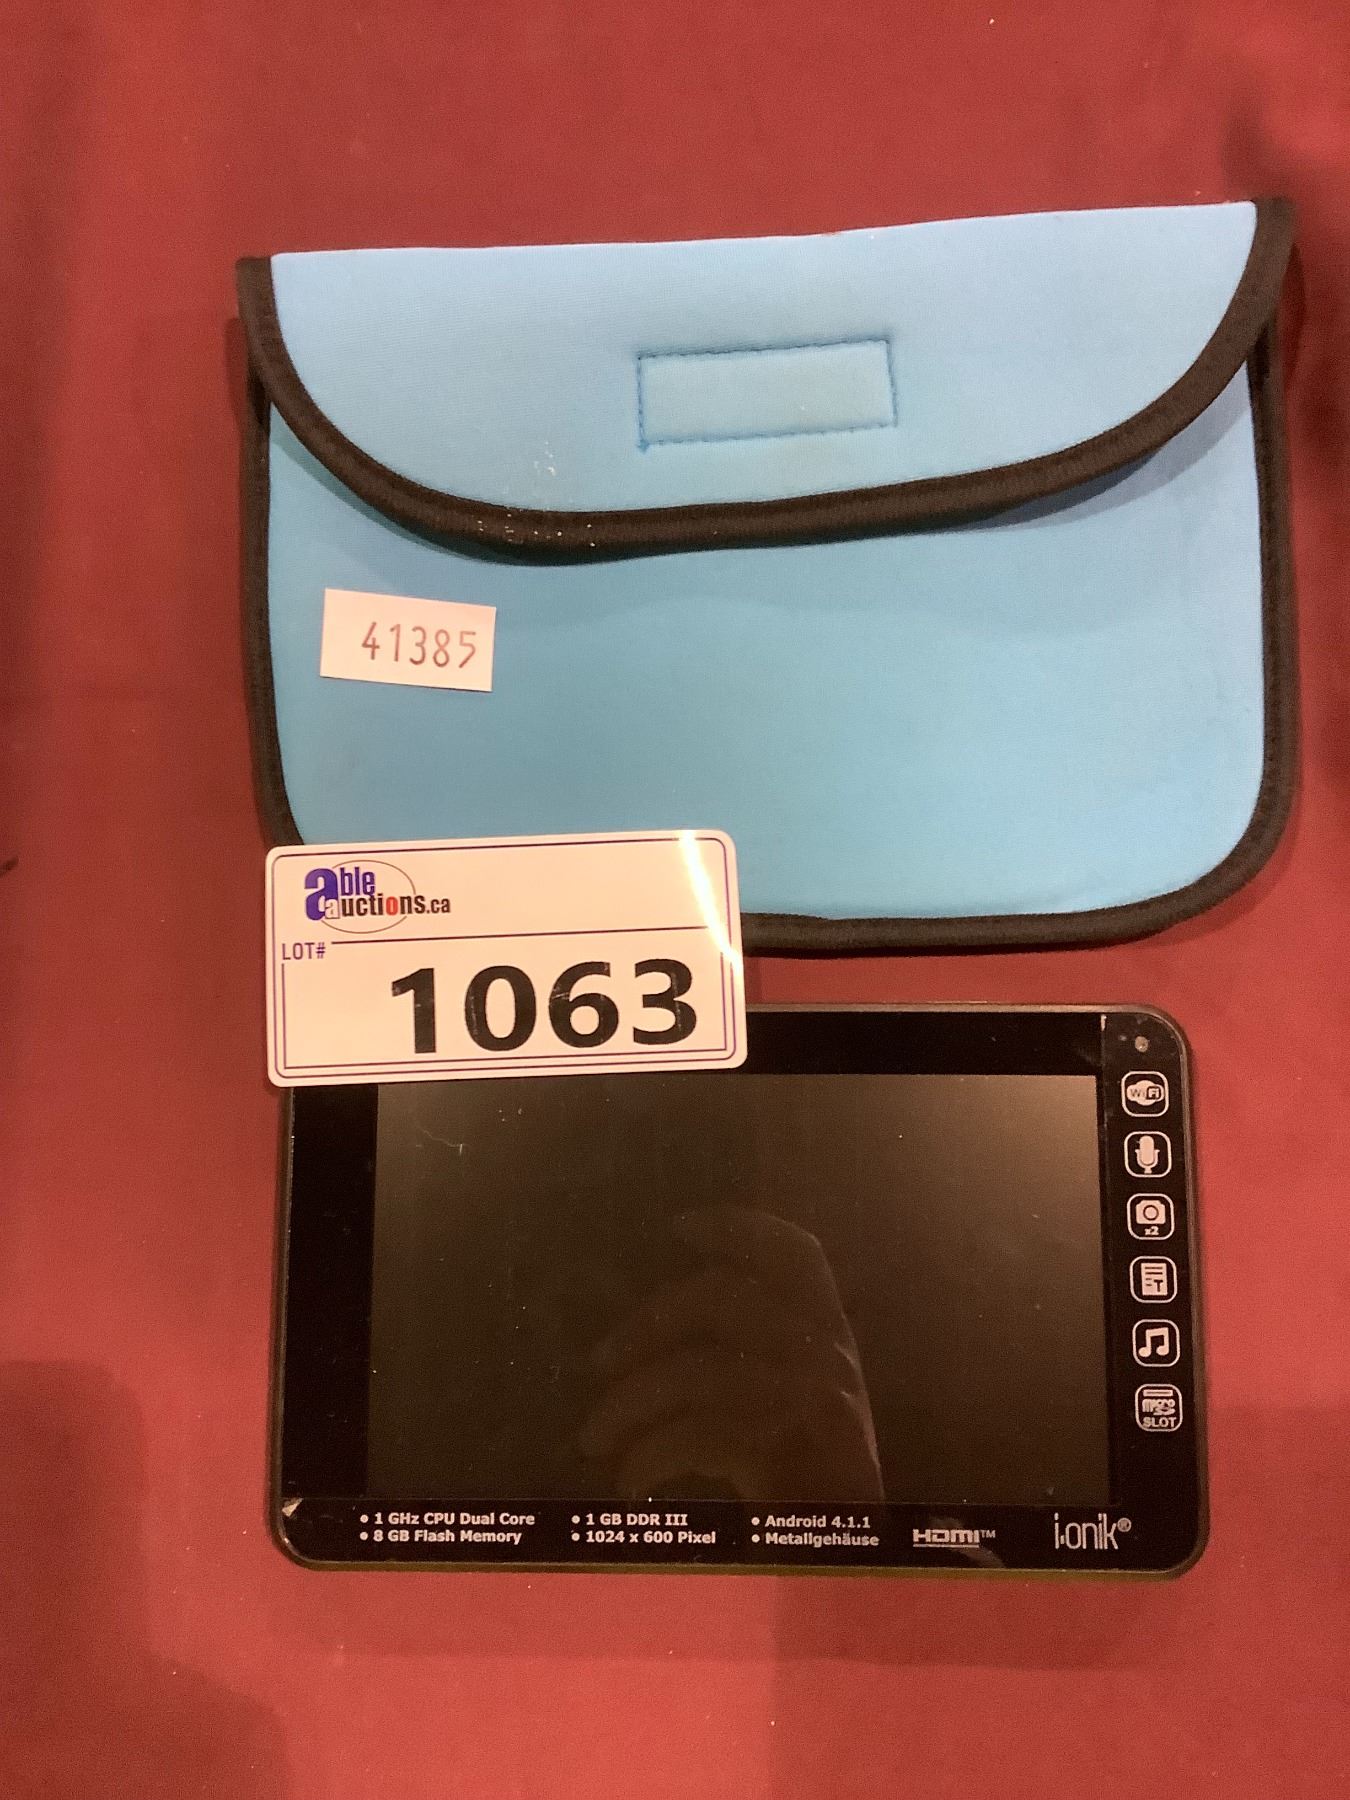 41385
able auctions.ca
LOT#
1063
WiFi
x2
T
micro SD
SLOT
• 1 GHz CPU Dual Core • 1 GB DDR III • Android 4.1.1
• 8 GB Flash Memory • 1024 x 600 Pixel • Metallgehäuse HDMI™ i.onik®